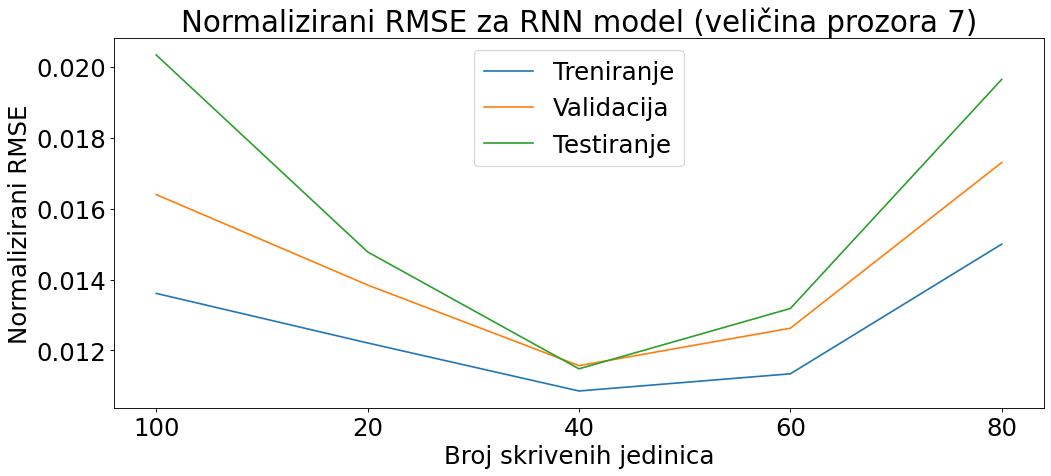 Normalizirani RMSE za RNN model (veličina prozora 7)
Treniranje
Validacija
Testiranje
Normalizirani RMSE
0.020
0.018
0.016
0.014
0.012
100 20 40 60 80
Broj skrivenih jedinica